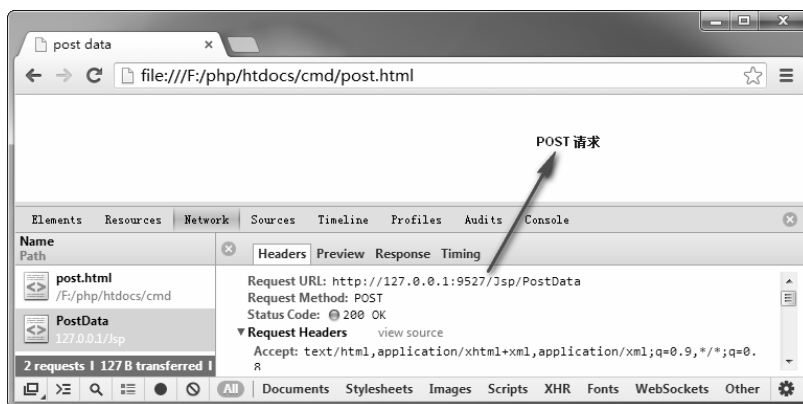 post data
file:///F:/php/htdocs/cmd/post.html
POST 请求
Elements Resources Network Sources Timeline Profiles Audits Console
Name
Path
Headers Preview Response Timing
post.html
/F:/php/htdocs/cmd
PostData
127.0.0.1/Jsp
Request URL: http://127.0.0.1:9527/Jsp/PostData
Request Method: POST
Status Code: 200 OK
Request Headers view source
Accept: text/html,application/xhtml+xml,application/xml;q=0.9,*/*;q=0.
8
2 requests | 127 B transferred |
All Documents Stylesheets Images Scripts XHR Fonts WebSockets Other